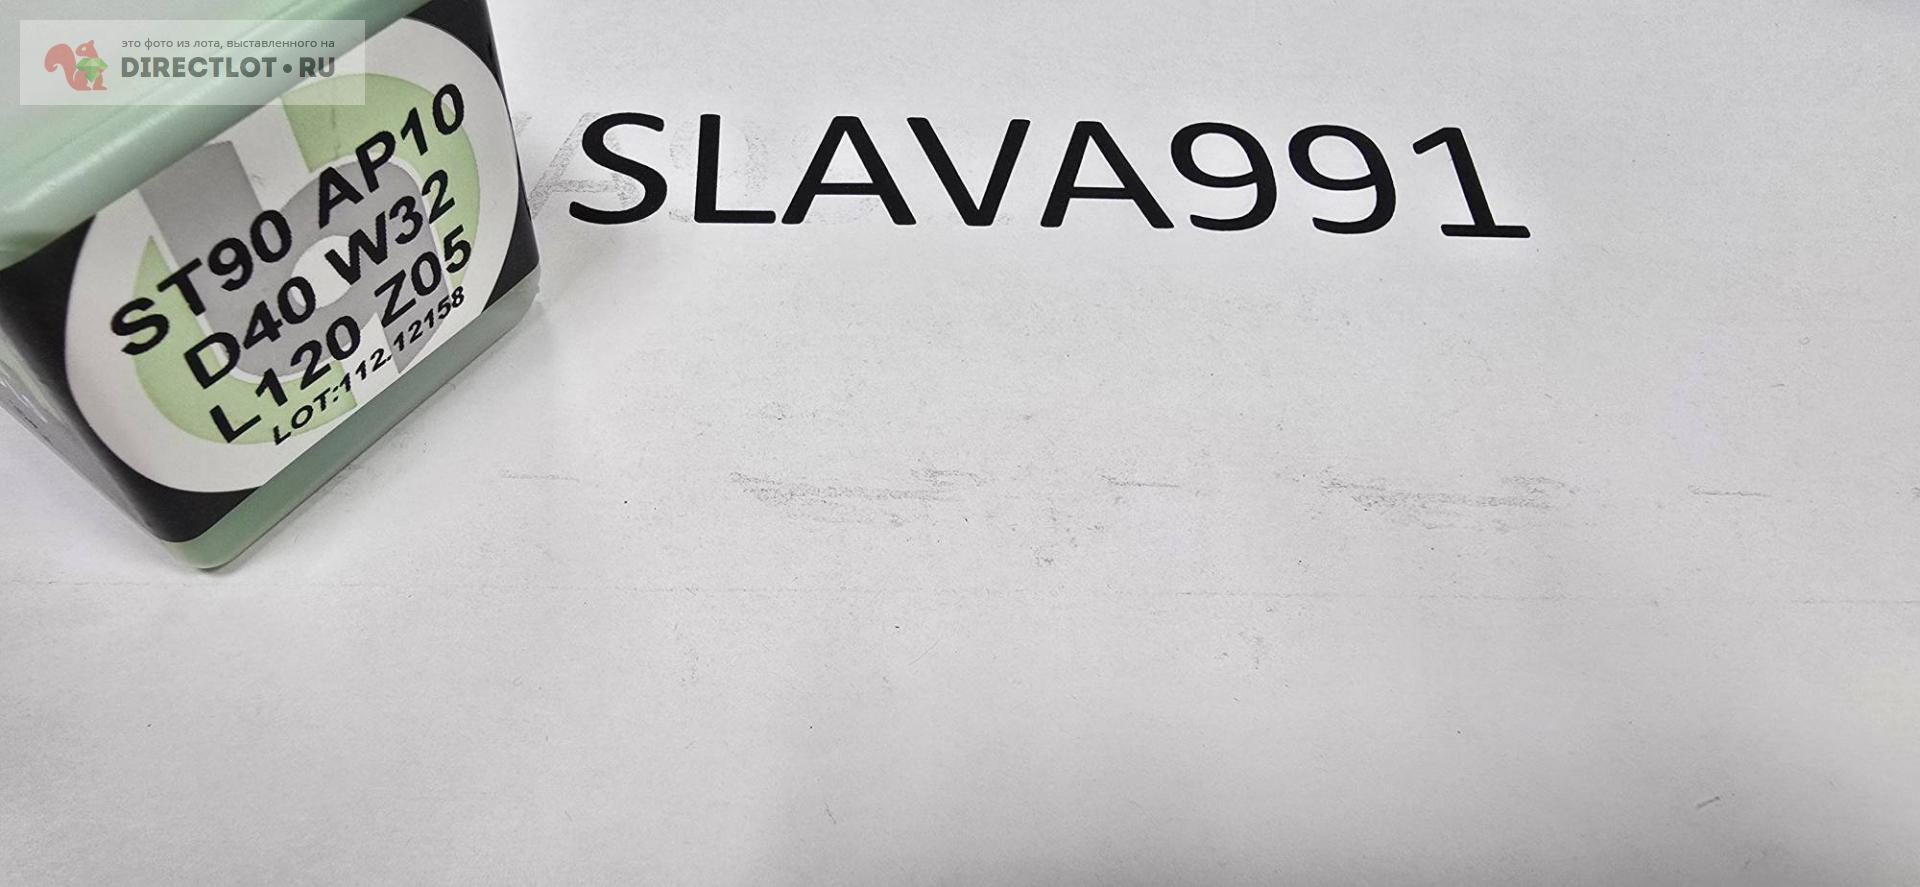 это фото из лота, выставленного на
DIRECTLOT•RU
ST90 AP10
D40 W32
L120 Z05
LOT:112.12158
SLAVA991